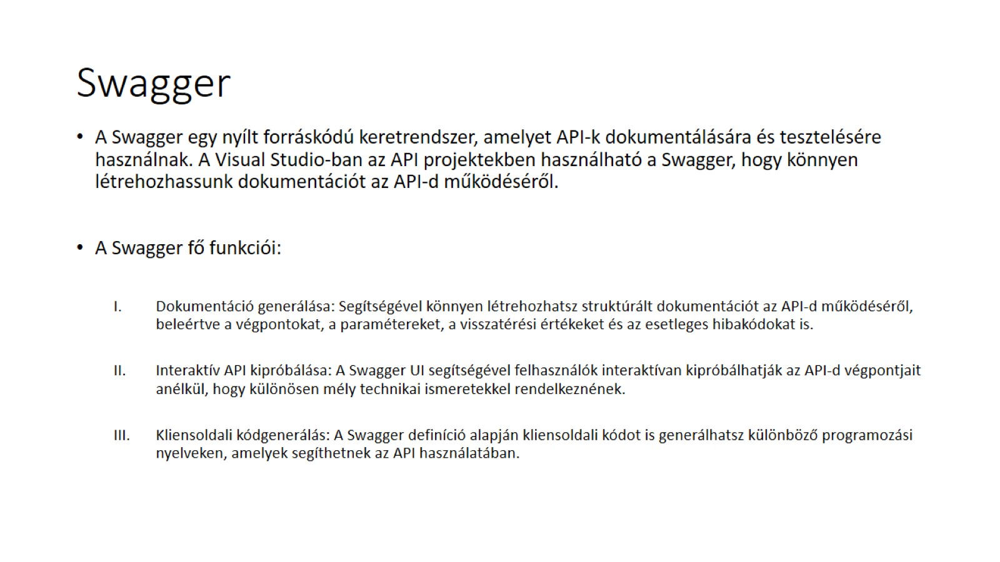 Swagger
• A Swagger egy nyílt forráskódú keretrendszer, amelyet API-k dokumentálására és tesztelésére
használnak. A Visual Studio-ban az API projektekben használható a Swagger, hogy könnyen
létrehozhassunk dokumentációt az API-d működéséről.
• A Swagger fő funkciói:
I. Dokumentáció generálása: Segítségével könnyen létrehozhatsz struktúrált dokumentációt az API-d működéséről,
beleértve a végpontokat, a paramétereket, a visszatérési értékeket és az esetleges hibakódokat is.
II. Interaktív API kipróbálása: A Swagger UI segítségével felhasználók interaktívan kipróbálhatják az API-d végpontjait
anélkül, hogy különösen mély technikai ismeretekkel rendelkeznének.
III. Kliensoldali kódgenerálás: A Swagger definíció alapján kliensoldali kódot is generálhatsz különböző programozási
nyelveken, amelyek segíthetnek az API használatában.